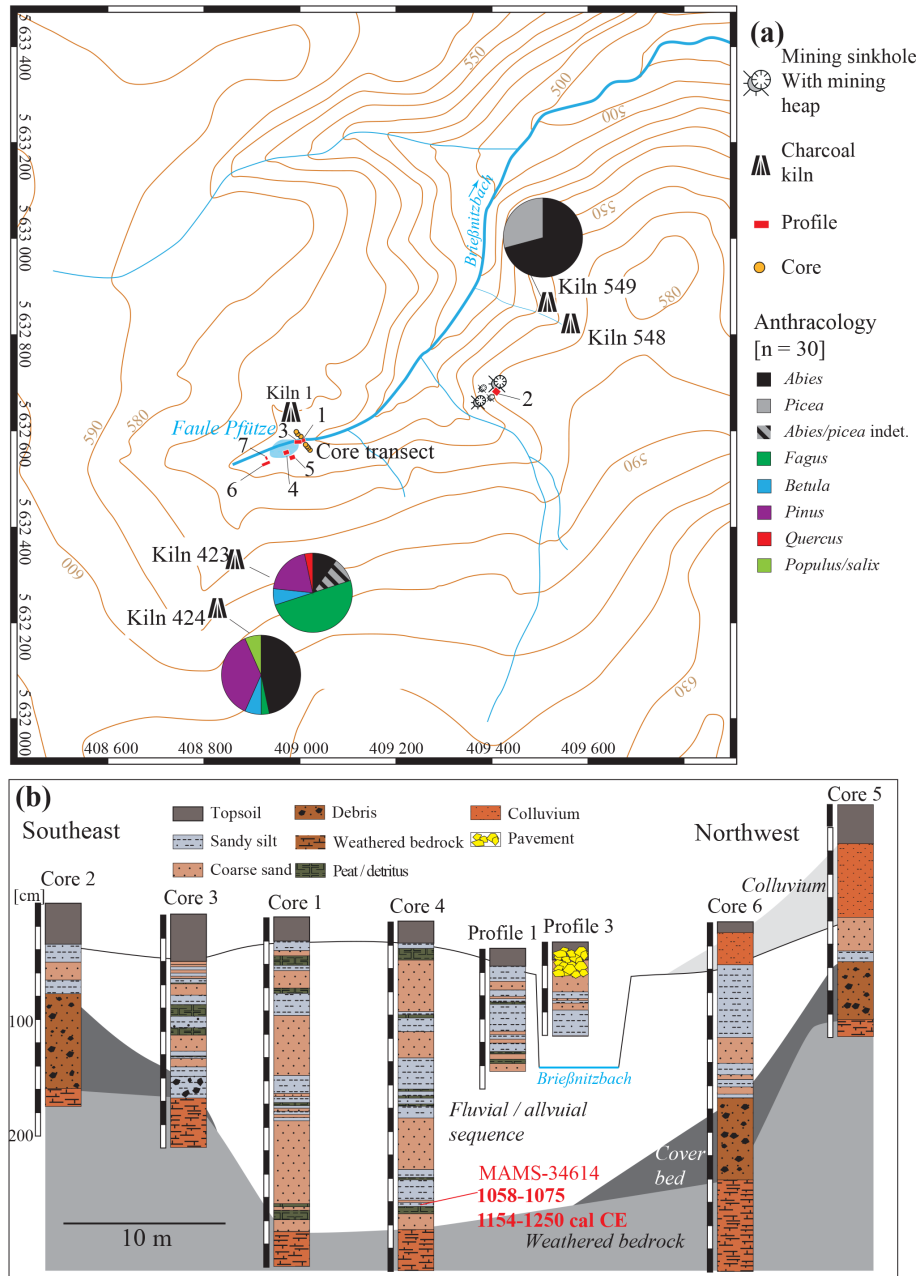 (a)
Mining sinkhole
With mining
heap
Charcoal
kiln
Profile
Core
Anthracology
[n = 30]
Abies
Picea
Abies/picea indet.
Fagus
Betula
Pinus
Quercus
Populus/salix
5 633 400
5 633 200
5 633 000
5 632 800
5 632 600
5 632 400
5 632 200
5 632 000
408 600
408 800
409 000
409 200
409 400
409 600
550
500
500
550
580
590
580
590
600
630
Brießnitzbach
Kiln 549
Kiln 548
2
Kiln 1
1
Faule Pfütze
3
Core transect
7
5
4
6
Kiln 423
Kiln 424
(b)
Southeast
Northwest
Topsoil
Debris
Colluvium
Sandy silt
Weathered bedrock
Pavement
Coarse sand
Peat / detritus
[cm]
100
200
Core 2
Core 3
Core 1
Core 4
Profile 1
Profile 3
Core 6
Core 5
Colluvium
Brießnitzbach
Fluvial / allvuial
sequence
Cover
bed
MAMS-34614
1058-1075
1154-1250 cal CE
Weathered bedrock
10 m